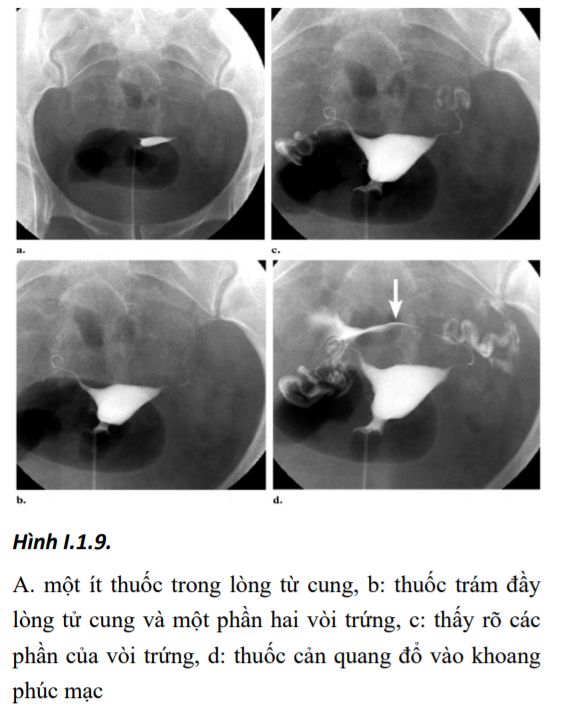 a.
c.
b.
d.
Hình I.1.9.
A. một ít thuốc trong lòng từ cung, b: thuốc trám đầy
lòng tử cung và một phần hai vòi trứng, c: thấy rõ các
phần của vòi trứng, d: thuốc cản quang đổ vào khoang
phúc mạc